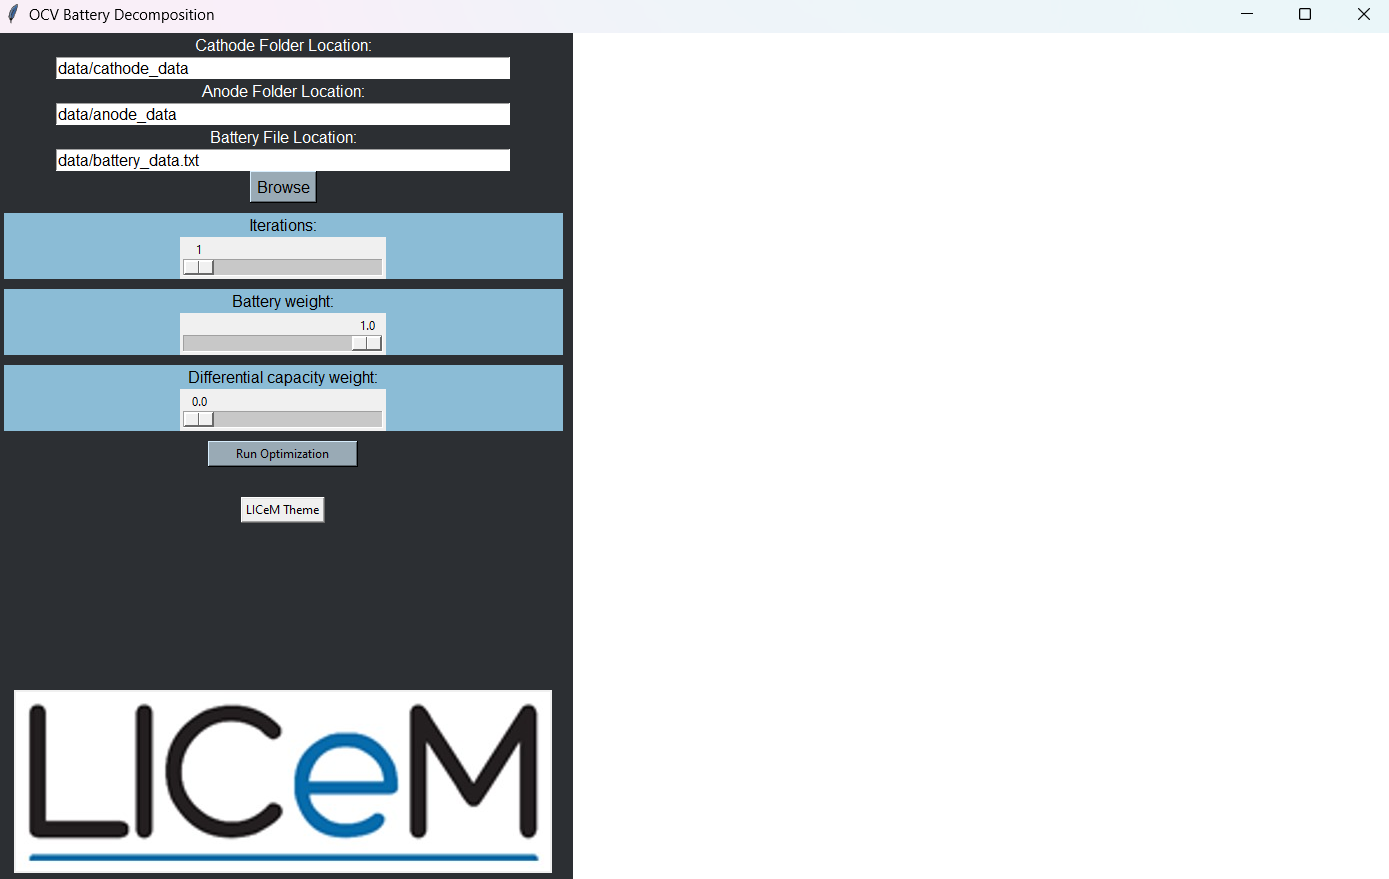 OCV Battery Decomposition
Cathode Folder Location:
data/cathode_data
Anode Folder Location:
data/anode_data
Battery File Location:
data/battery_data.txt
Browse
Iterations:
1
Battery weight:
1.0
Differential capacity weight:
0.0
Run Optimization
LICeM Theme
LICeM